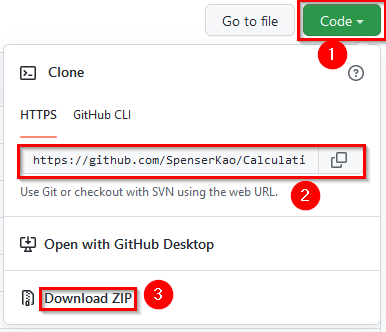 Go to file
Code
1
Clone
HTTPS GitHub CLI
https://github.com/SpenserKao/Calculati
Use Git or checkout with SVN using the web URL.
2
Open with GitHub Desktop
Download ZIP
3